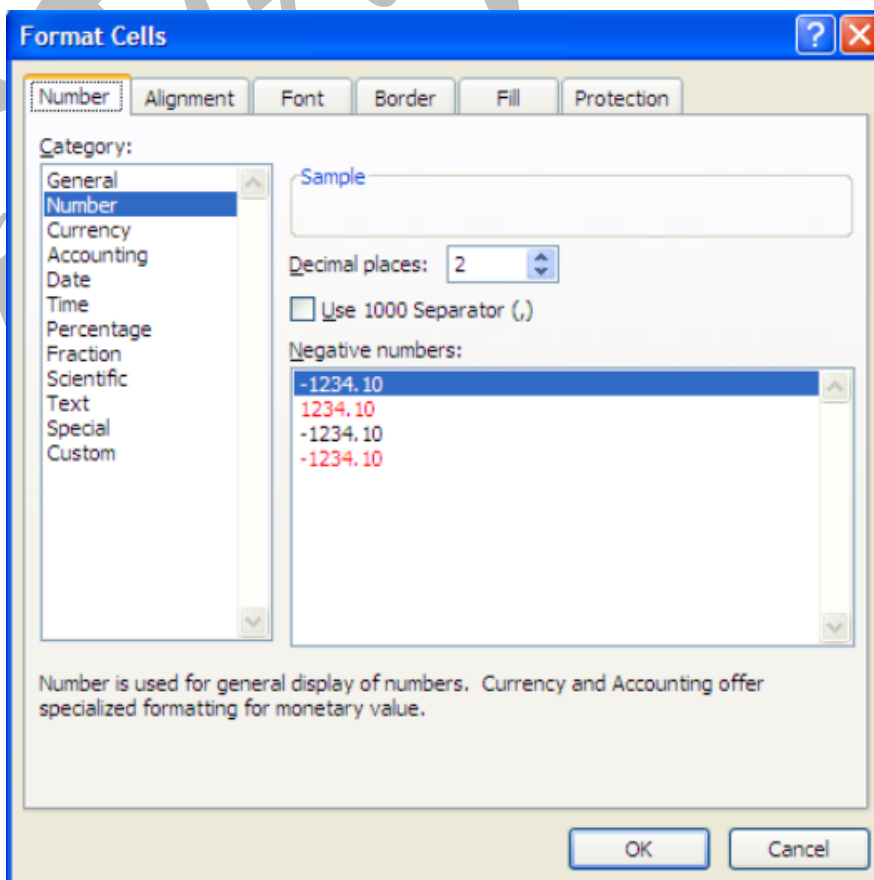 Format Cells
Number Alignment Font Border Fill Protection
Category:
General
Number
Currency
Accounting
Date
Time
Percentage
Fraction
Scientific
Text
Special
Custom
Sample
Decimal places: 2
Use 1000 Separator (,)
Negative numbers:
-1234.10
1234.10
-1234.10
-1234.10
Number is used for general display of numbers.  Currency and Accounting offer
specialized formatting for monetary value.
OK Cancel